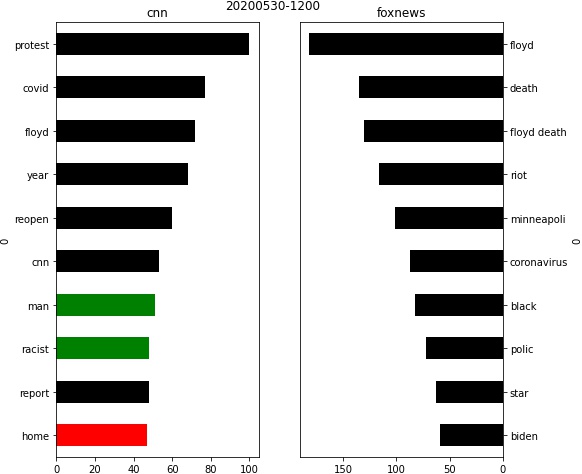 20200530-1200
cnn
foxnews
protest
covid
floyd
year
reopen
cnn
man
racist
report
home
0
0 20 40 60 80 100
floyd
death
floyd death
riot
minneapoli
coronavirus
black
polic
star
biden
0
150 100 50 0